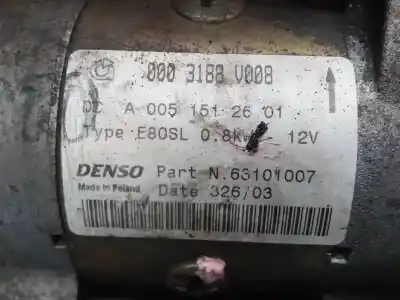 000 3188 V008
DC A 005 151 26 01
Type E80SL 0.8kW 12V
DENSO Part N.63101007
Made in Poland Date 326/03